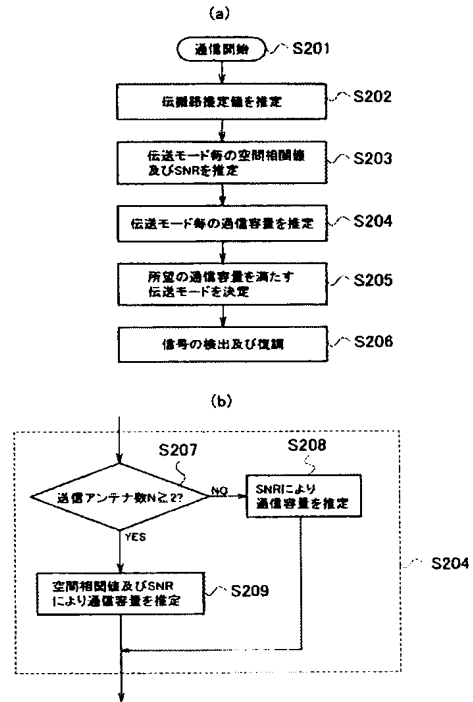 (a)
通信開始
S201
伝搬路推定値を推定
S202
伝送モード毎の空間相関値
及びSNRを推定
S203
伝送モード毎の通信容量を推定
S204
所望の通信容量を満たす
伝送モードを決定
S205
信号の検出及び復調
S206
(b)
S207
送信アンテナ数N≧2?
NO
S208
SNRにより
通信容量を推定
YES
空間相関値及びSNR
により通信容量を推定
S209
S204